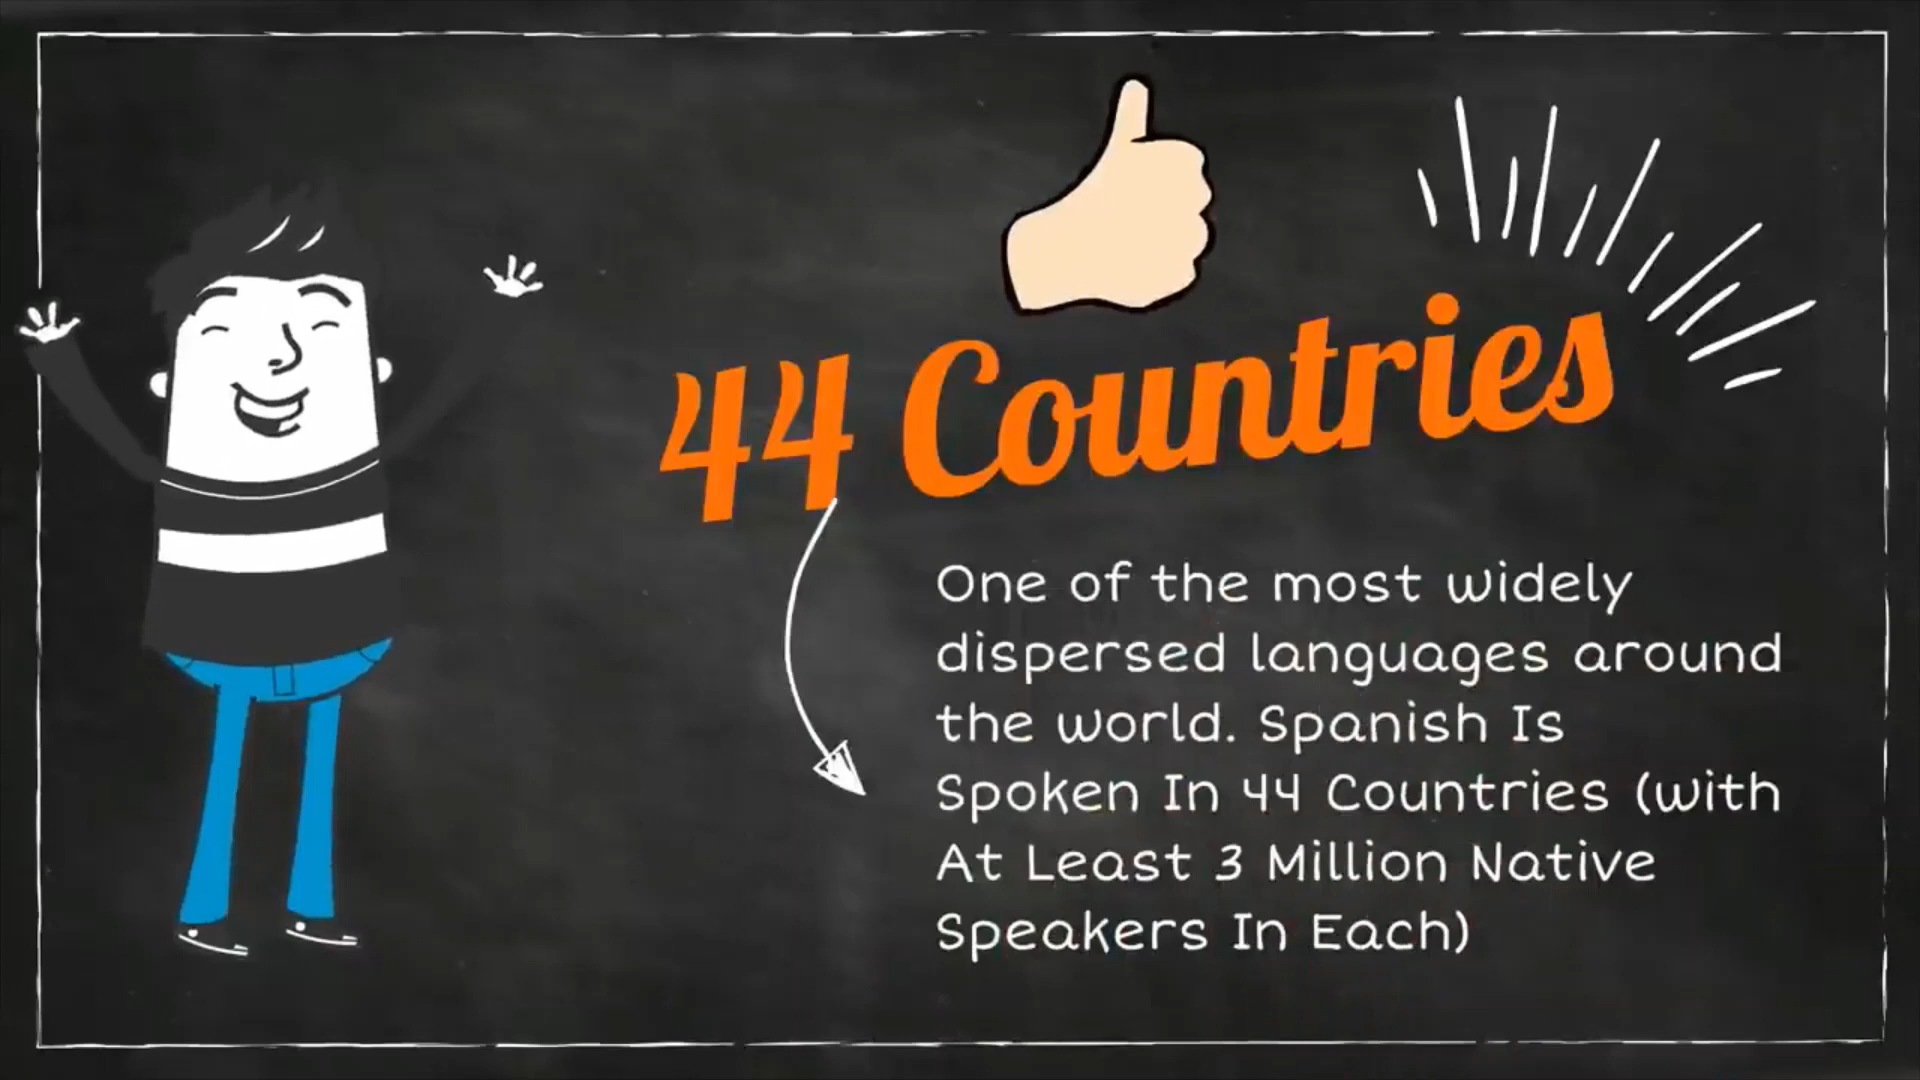 44 Countries
One of the most widely
dispersed languages around
the world. Spanish Is
Spoken In 44 Countries (with
At Least 3 Million Native
Speakers In Each)